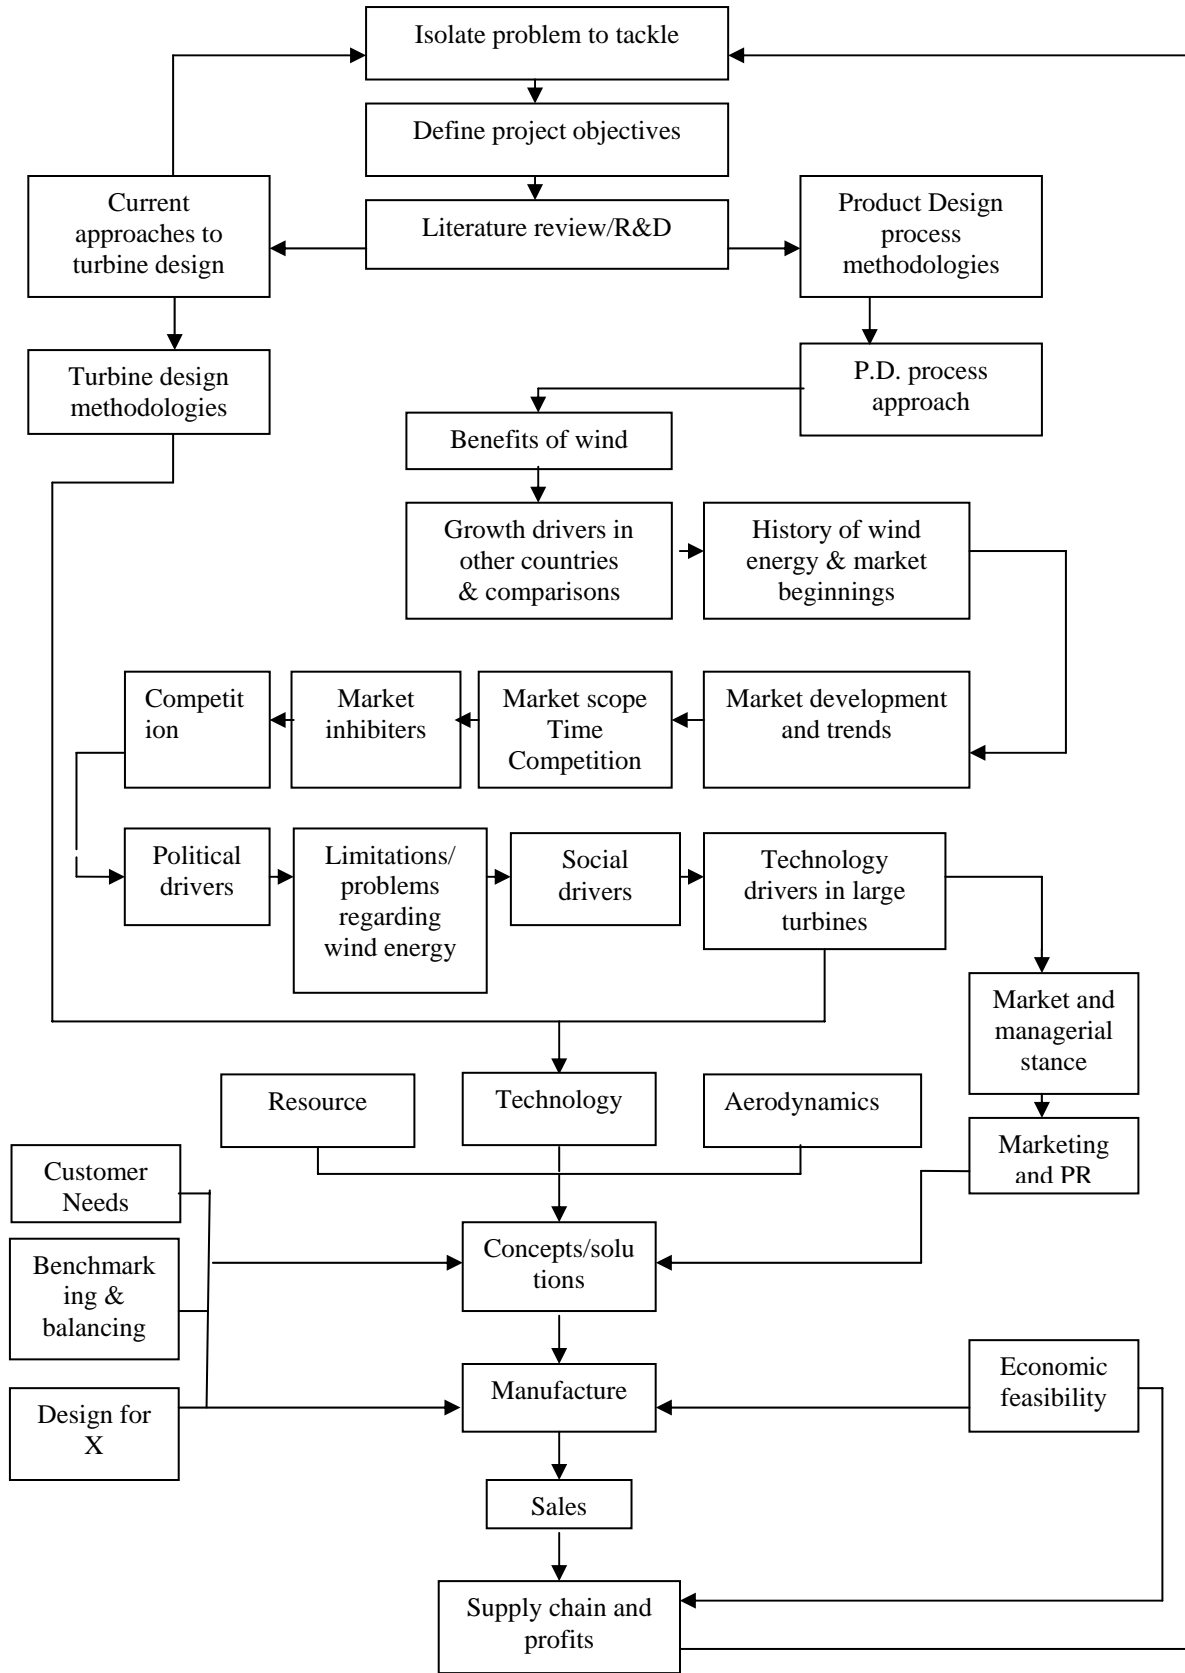 Isolate problem to tackle
Define project objectives
Current
approaches to
turbine design
Literature review/R&D
Product Design
process
methodologies
Turbine design
methodologies
P.D. process
approach
Benefits of wind
Growth drivers in
other countries
& comparisons
History of wind
energy & market
beginnings
Competit
ion
Market
inhibiters
Market scope
Time
Competition
Market development
and trends
Political
drivers
Limitations/
problems
regarding
wind energy
Social
drivers
Technology
drivers in large
turbines
Market and
managerial
stance
Resource
Technology
Aerodynamics
Marketing
and PR
Customer
Needs
Concepts/solu
tions
Benchmark
ing &
balancing
Manufacture
Economic
feasibility
Design for
X
Sales
Supply chain and
profits